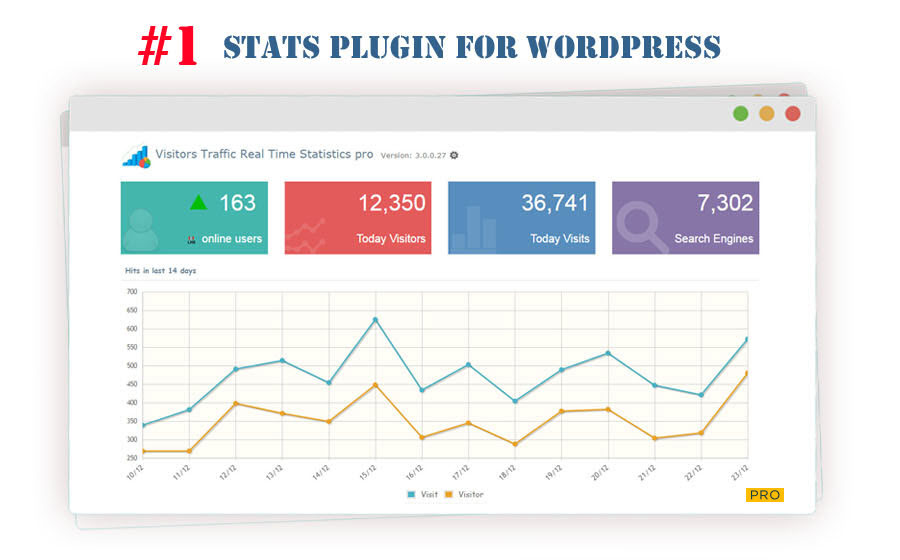 #1 STATS PLUGIN FOR WORDPRESS
Visitors Traffic Real Time Statistics pro Version: 3.0.0.27
163
online users
12,350
Today Visitors
36,741
Today Visits
7,302
Search Engines
Hits in last 14 days
700
650
600
550
500
450
400
350
300
250
10/12 11/12 12/12 13/12 14/12 15/12 16/12 17/12 18/12 19/12 20/12 21/12 22/12 23/12
Visit Visitor
PRO